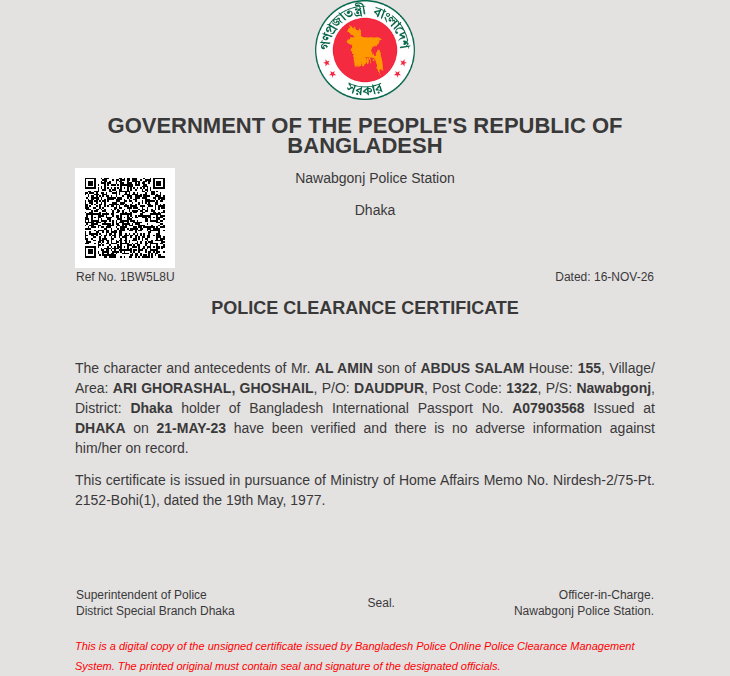 গণপ্রজাতন্ত্রী বাংলাদেশ
সরকার
GOVERNMENT OF THE PEOPLE'S REPUBLIC OF
BANGLADESH
Nawabgonj Police Station
Dhaka
Ref No. 1BW5L8U
Dated: 16-NOV-26
POLICE CLEARANCE CERTIFICATE
The character and antecedents of Mr. AL AMIN son of ABDUS SALAM House: 155, Village/
Area: ARI GHORASHAL, GHOSHAIL, P/O: DAUDPUR, Post Code: 1322, P/S: Nawabgonj,
District: Dhaka holder of Bangladesh International Passport No. A07903568 Issued at
DHAKA on 21-MAY-23 have been verified and there is no adverse information against
him/her on record.
This certificate is issued in pursuance of Ministry of Home Affairs Memo No. Nirdesh-2/75-Pt.
2152-Bohi(1), dated the 19th May, 1977.
Superintendent of Police
District Special Branch Dhaka
Seal.
Officer-in-Charge.
Nawabgonj Police Station.
This is a digital copy of the unsigned certificate issued by Bangladesh Police Online Police Clearance Management
System. The printed original must contain seal and signature of the designated officials.